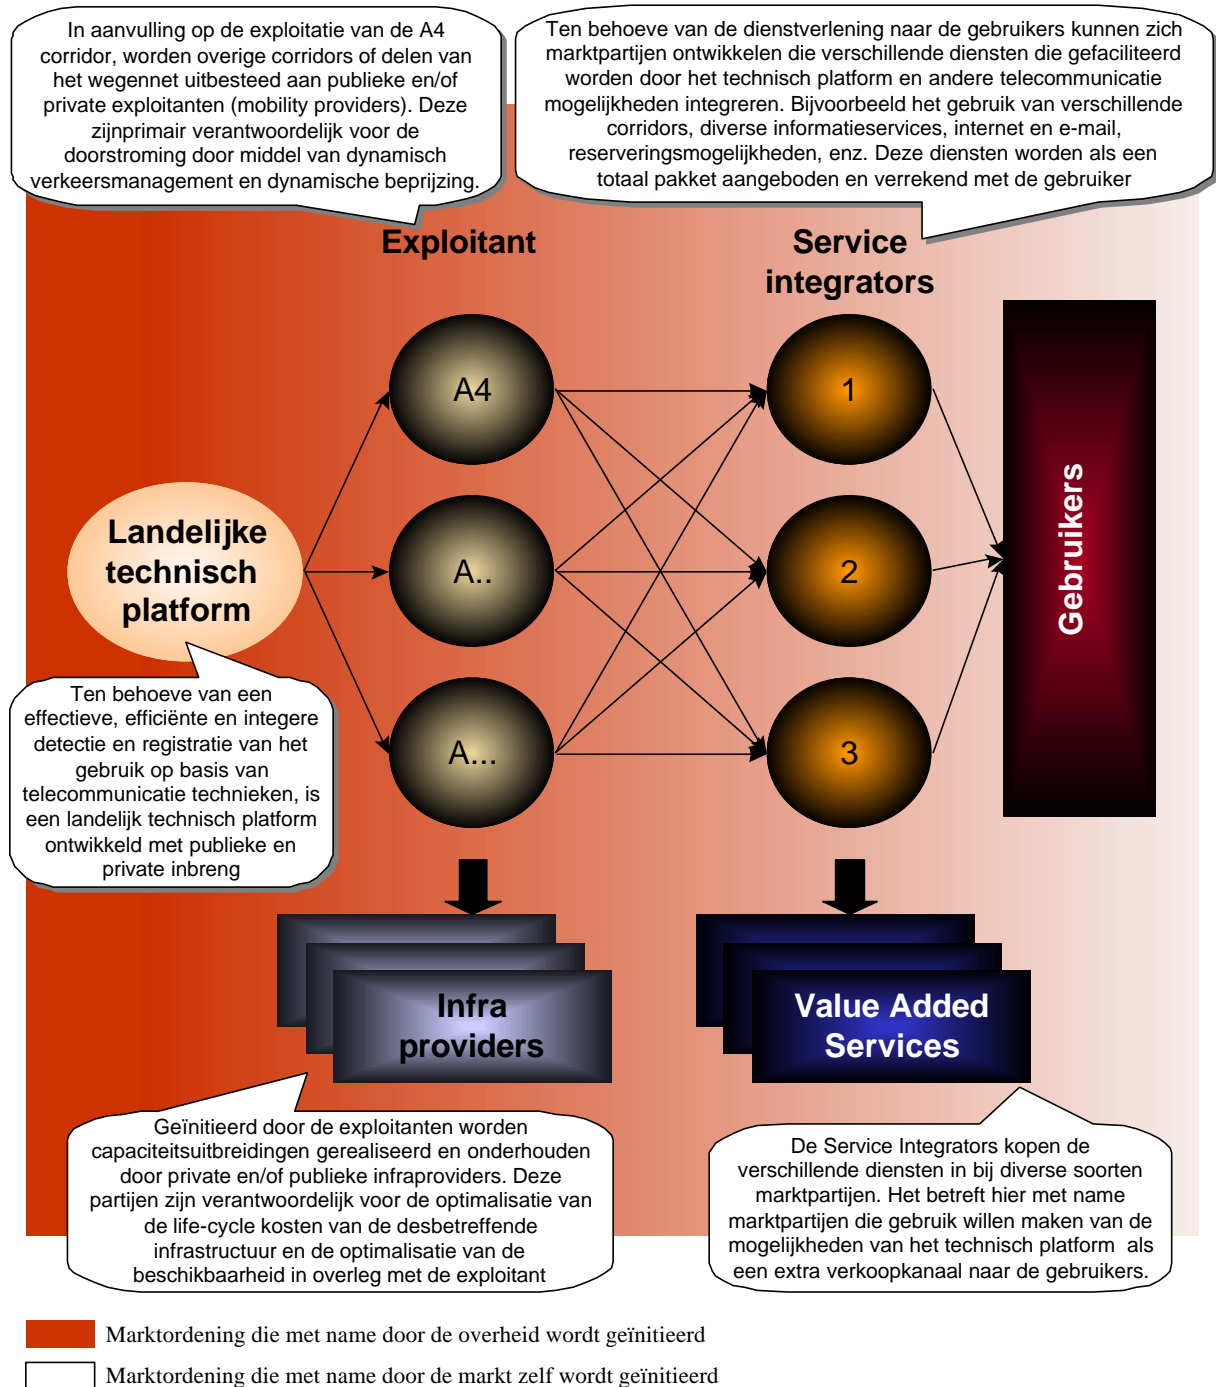 In aanvulling op de exploitatie van de A4
corridor, worden overige corridors of delen van
het wegennet uitbesteed aan publieke en/of
private exploitanten (mobility providers). Deze
zijnprimair verantwoordelijk voor de
doorstroming door middel van dynamisch
verkeersmanagement en dynamische beprijzing.
Ten behoeve van de dienstverlening naar de gebruikers kunnen zich
marktpartijen ontwikkelen die verschillende diensten die gefaciliteerd
worden door het technisch platform en andere telecommunicatie
mogelijkheden integreren. Bijvoorbeeld het gebruik van verschillende
corridors, diverse informatieservices, internet en e-mail,
reserveringsmogelijkheden, enz. Deze diensten worden als een
totaal pakket aangeboden en verrekend met de gebruiker
Exploitant
Service
integrators
A4
A..
A...
1
2
3
Gebruikers
Landelijke
technisch
platform
Ten behoeve van een
effectieve, efficiënte en integere
detectie en registratie van het
gebruik op basis van
telecommunicatie technieken, is
een landelijk technisch platform
ontwikkeld met publieke en
private inbreng
Infra
providers
Value Added
Services
Geïnitieerd door de exploitanten worden
capaciteitsuitbreidingen gerealiseerd en onderhouden
door private en/of publieke infraproviders. Deze
partijen zijn verantwoordelijk voor de optimalisatie van
de life-cycle kosten van de desbetreffende
infrastructuur en de optimalisatie van de
beschikbaarheid in overleg met de exploitant
De Service Integrators kopen de
verschillende diensten in bij diverse soorten
marktpartijen. Het betreft hier met name
marktpartijen die gebruik willen maken van de
mogelijkheden van het technisch platform als
een extra verkoopkanaal naar de gebruikers.
Marktordening die met name door de overheid wordt geïnitieerd
Marktordening die met name door de markt zelf wordt geïnitieerd